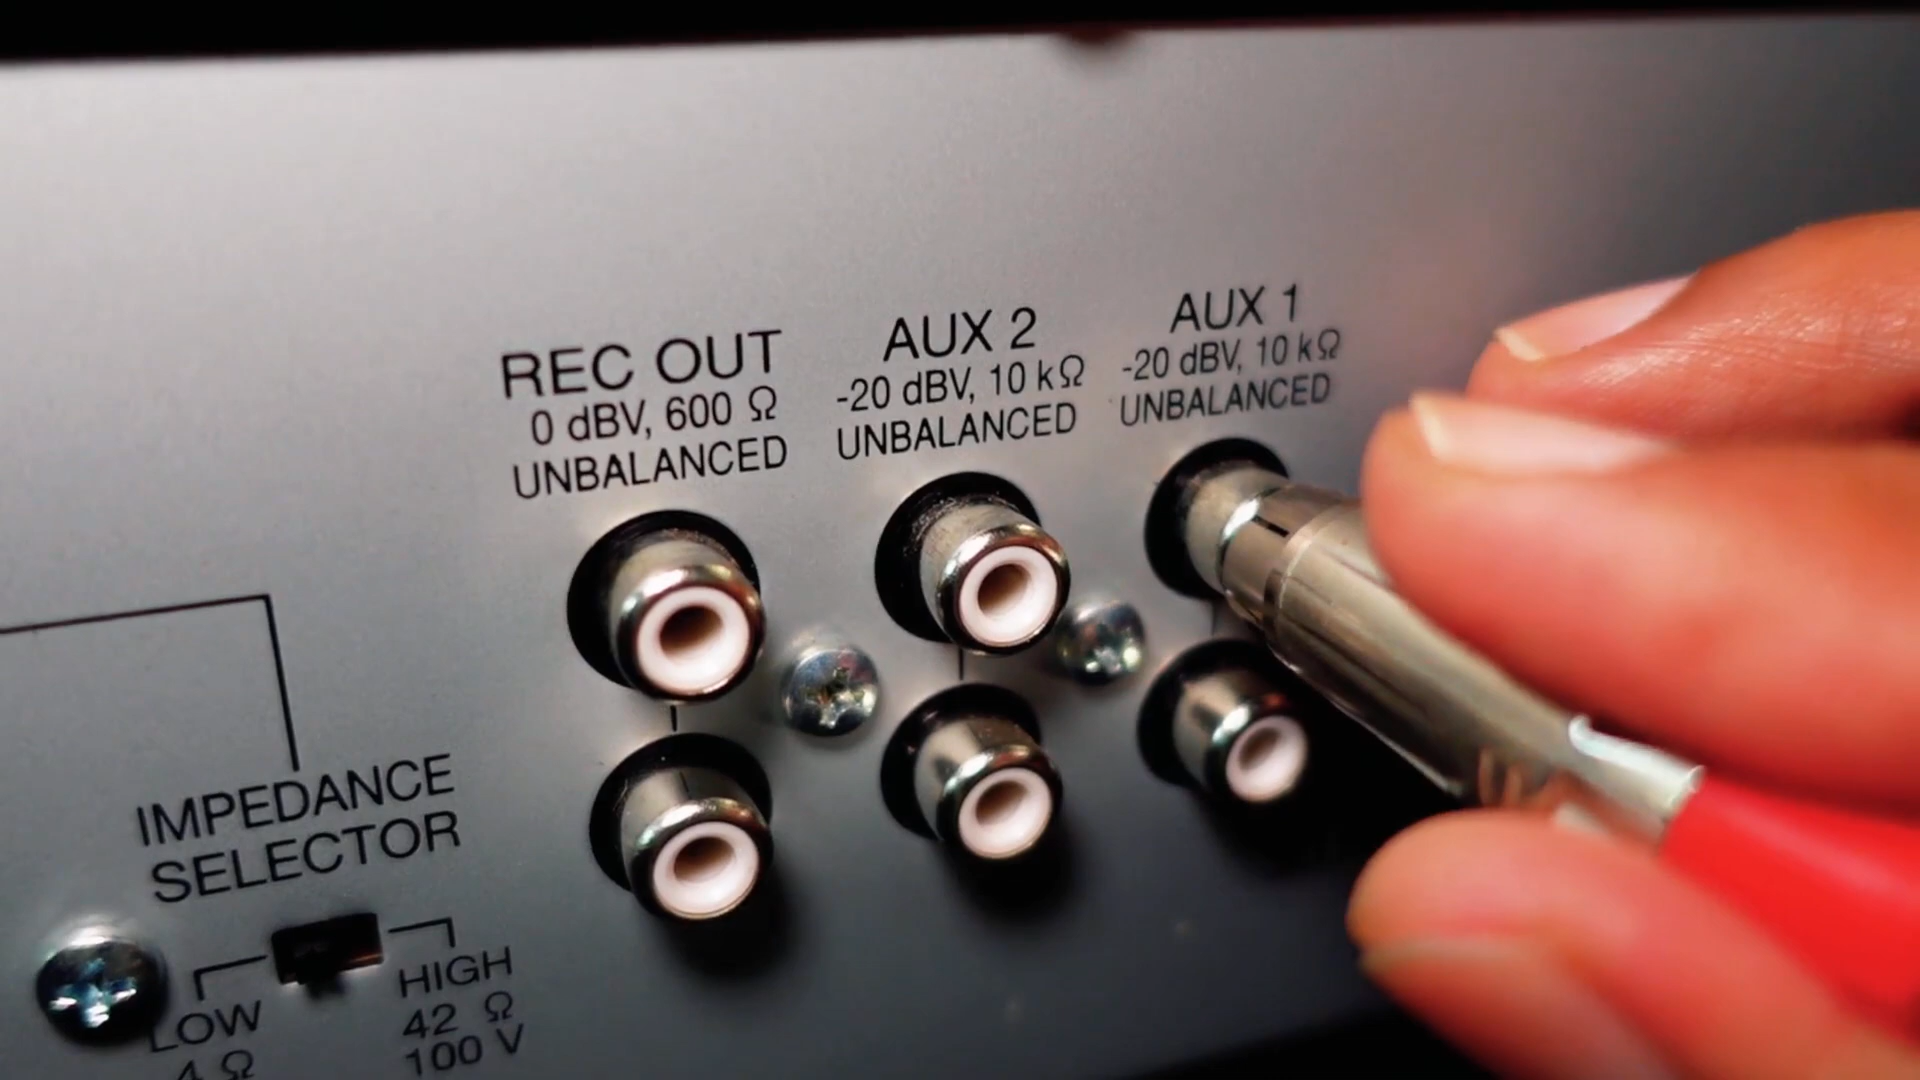 REC OUT
0 dBV, 600 Ω
UNBALANCED
AUX 2
-20 dBV, 10 kΩ
UNBALANCED
AUX 1
-20 dBV, 10 kΩ
UNBALANCED
IMPEDANCE
SELECTOR
LOW
4 Ω
HIGH
42 Ω
100 V